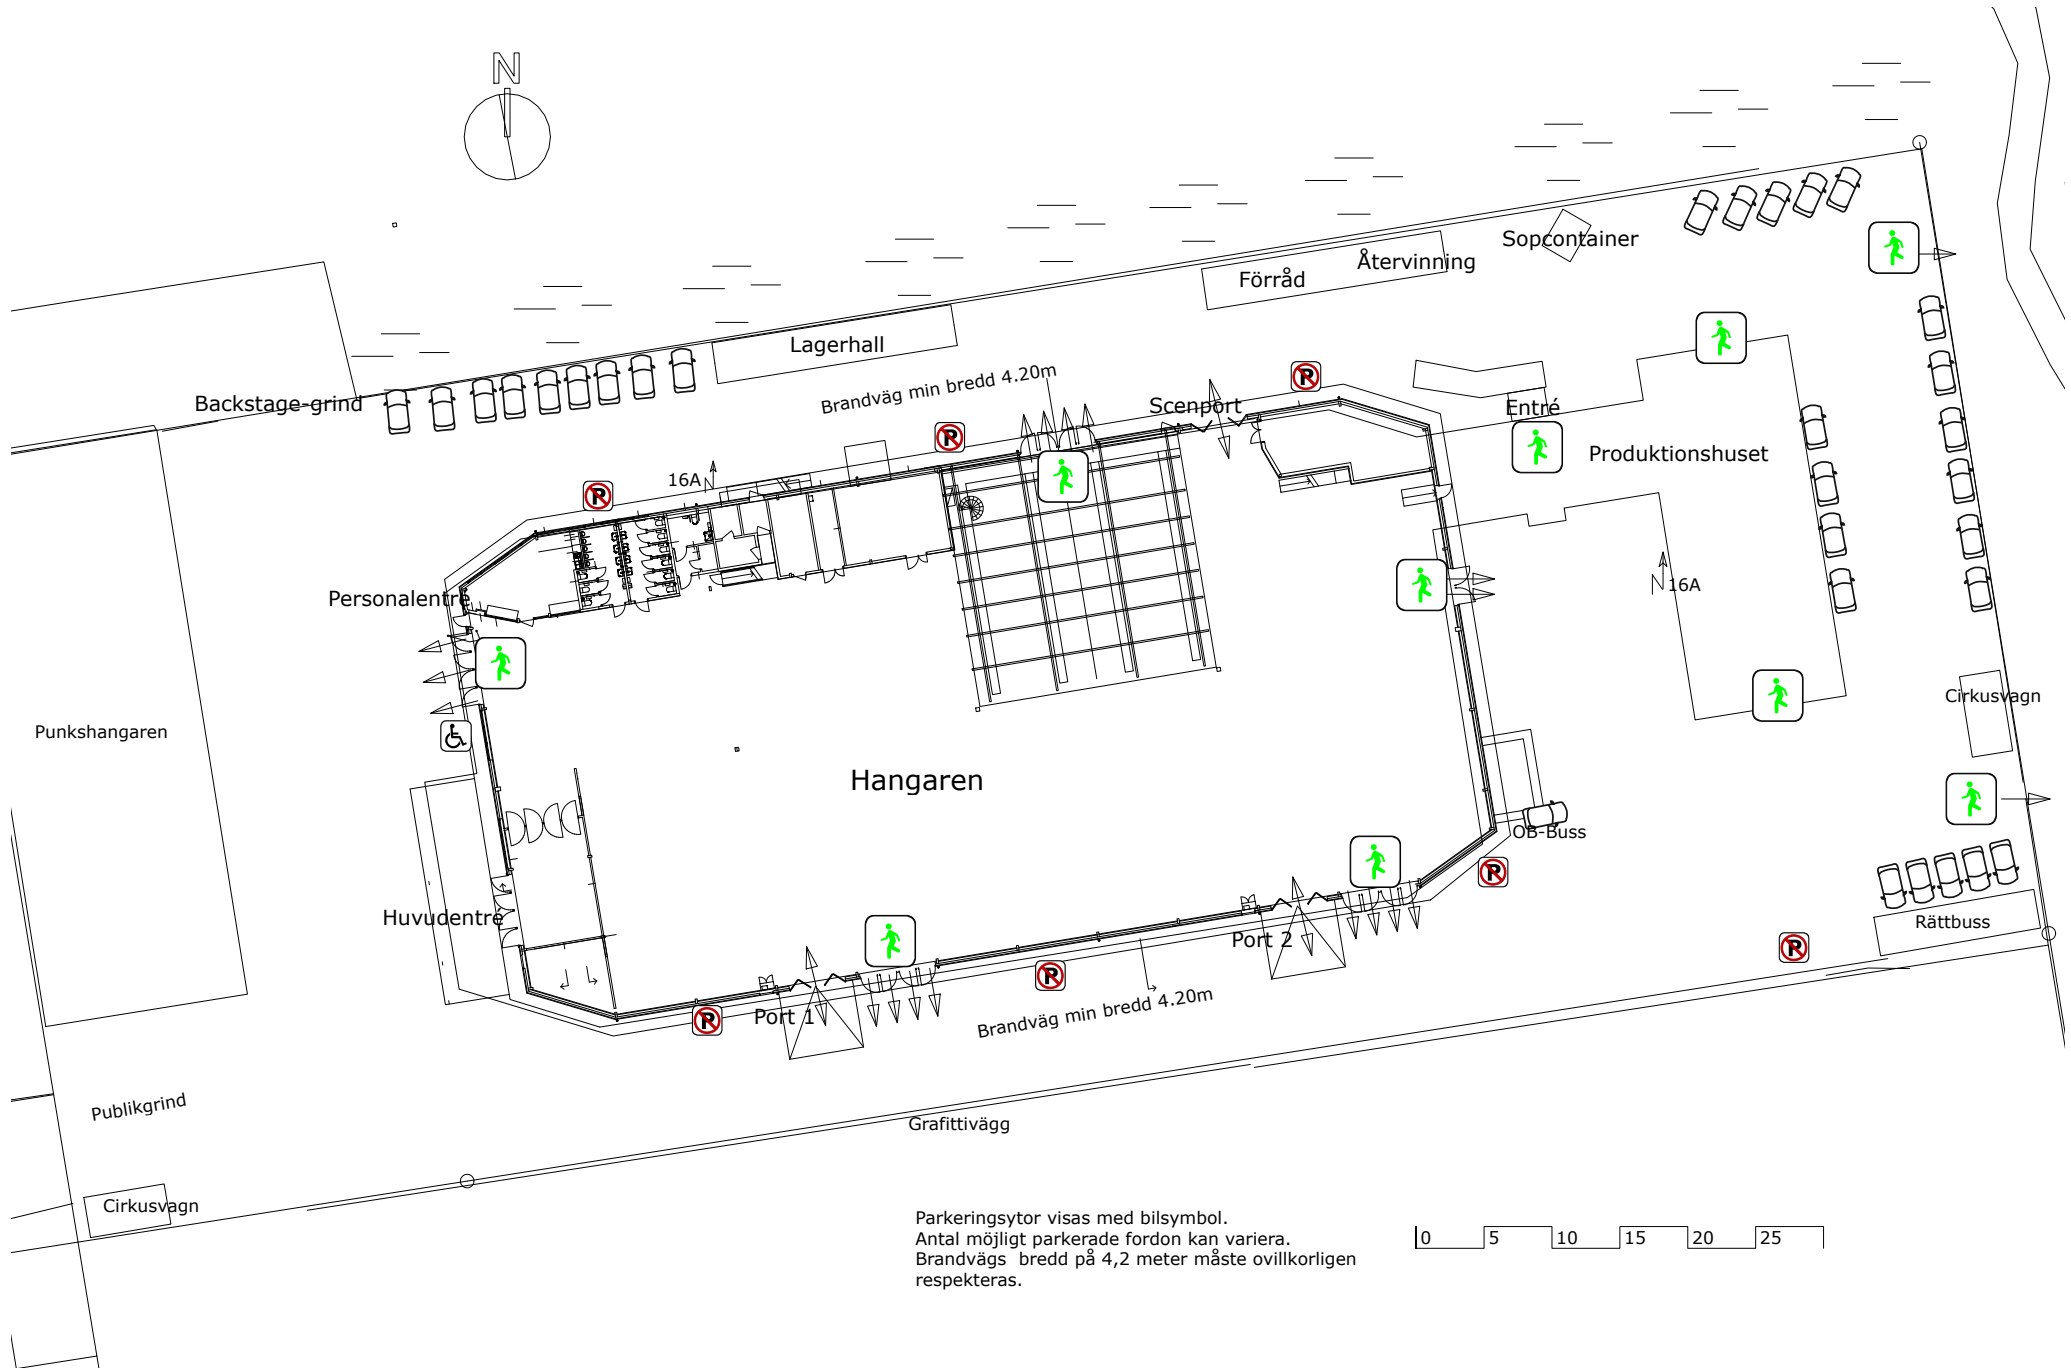 N
Sopcontainer
Återvinning
Förråd
Lagerhall
Brandväg min bredd 4.20m
Backstage-grind
Scenport
Entré
Produktionshuset
P
P
P
16A
16A
Personalentré
Punkshangaren
Cirkusvagn
Hangaren
OB-Buss
P
Huvudentré
Rättbuss
Port 2
P
P
Port 1
P
Brandväg min bredd 4.20m
Publikgrind
Grafittivägg
Cirkusvagn
Parkeringsytor visas med bilsymbol.
Antal möjligt parkerade fordon kan variera.
Brandvägs bredd på 4,2 meter måste ovillkorligen
respekteras.
0 5 10 15 20 25